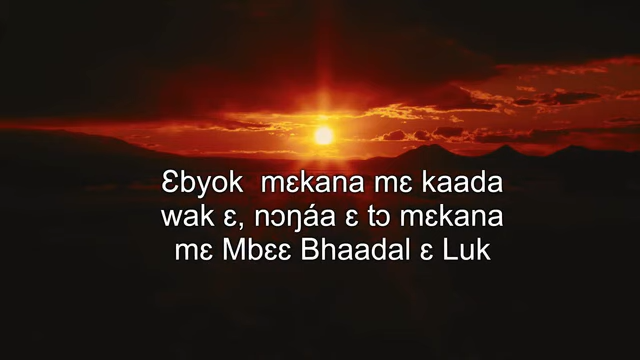 Ɛbyok  mɛkana mɛ kaada
wak ɛ, nɔŋáa ɛ tɔ mɛkana
mɛ Mbɛɛ Bhaadal ɛ Luk